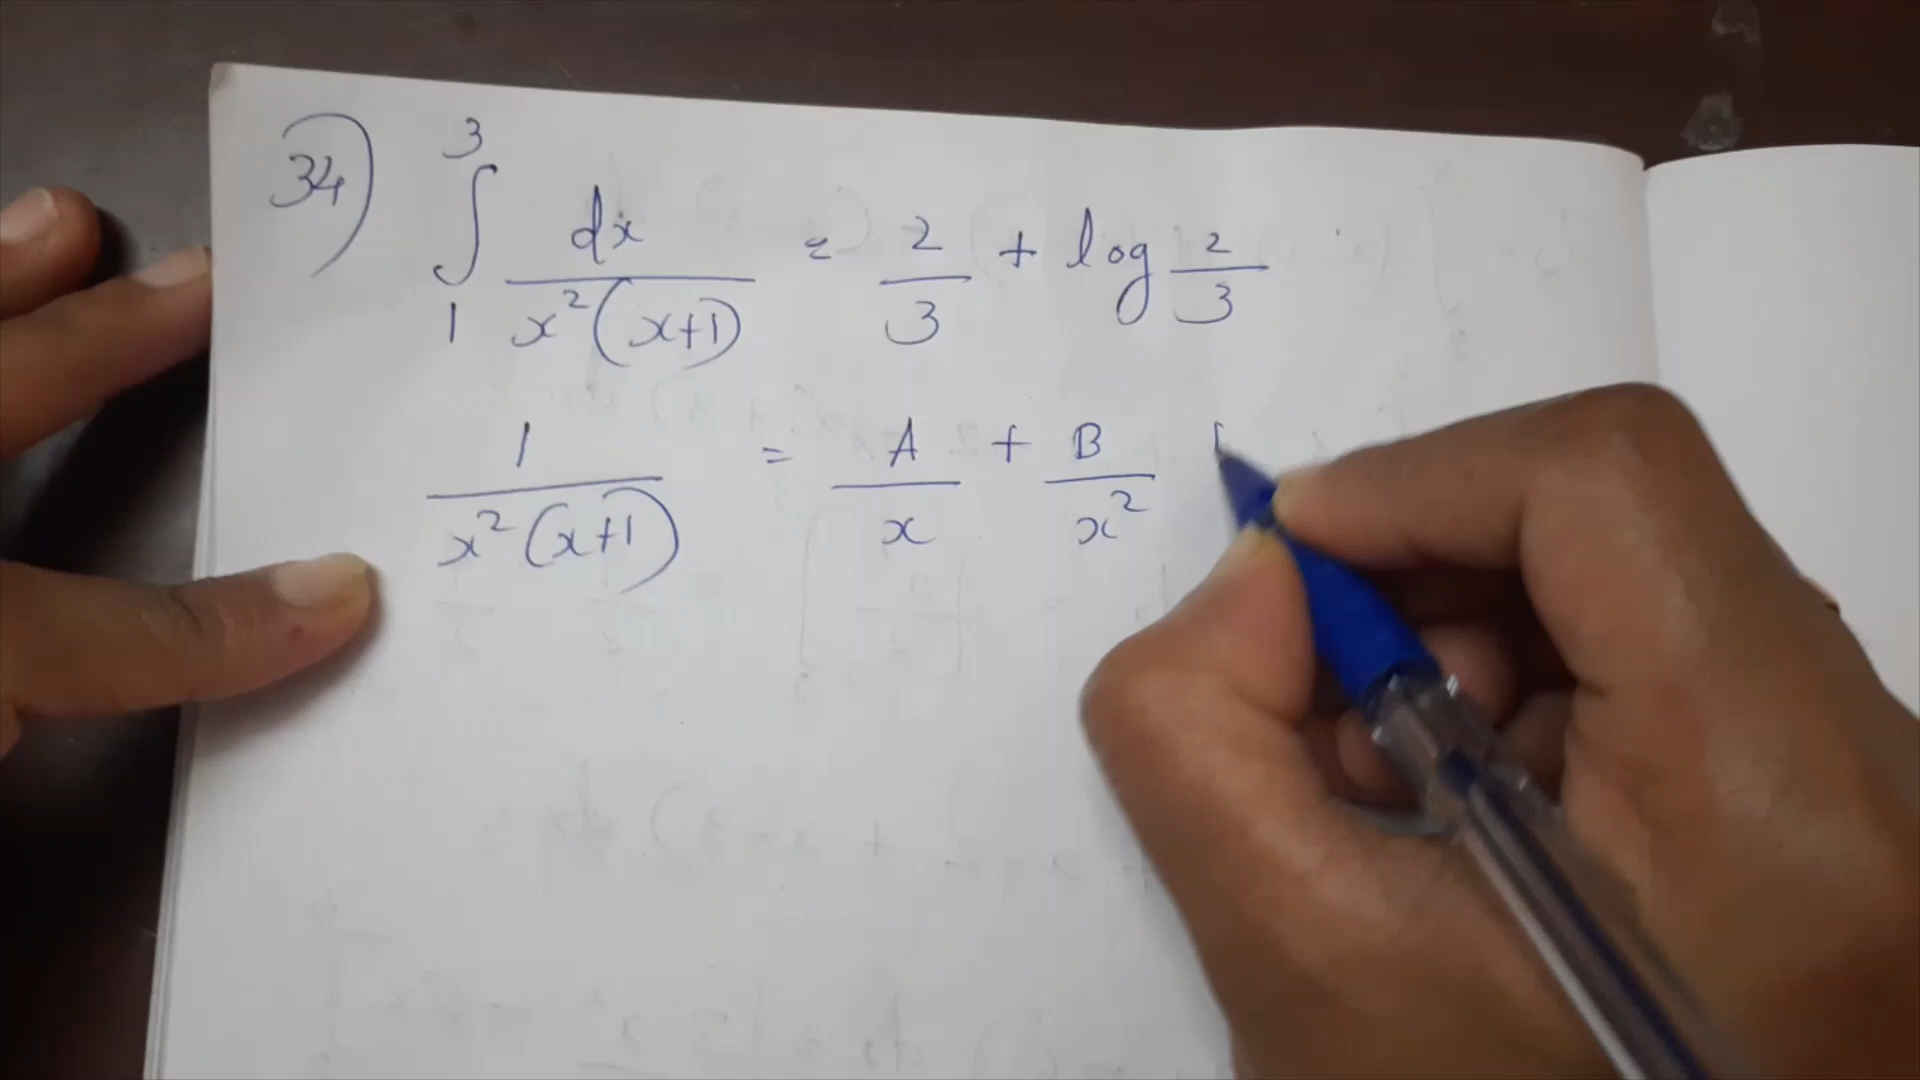 34) ∫₁³ dx / x²(x+1) = 2/3 + log 2/3
1 / x²(x+1) = A/x + B/x²